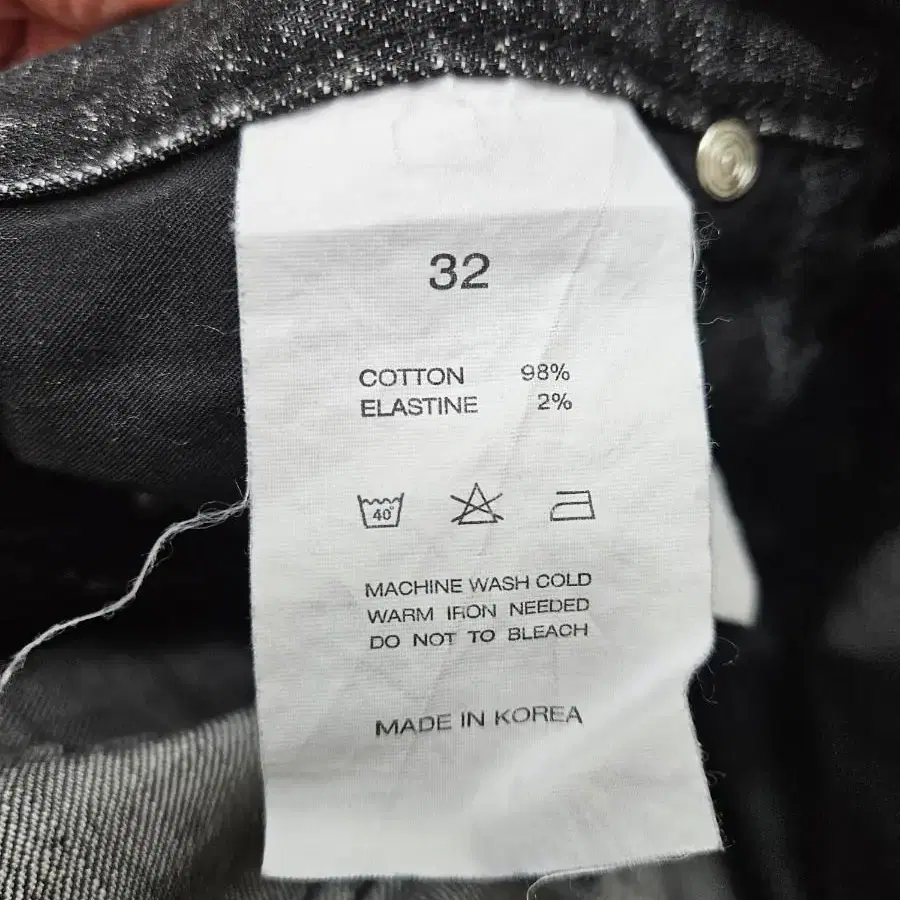 32
COTTON 98%
ELASTINE 2%
40°
MACHINE WASH COLD
WARM IRON NEEDED
DO NOT TO BLEACH
MADE IN KOREA